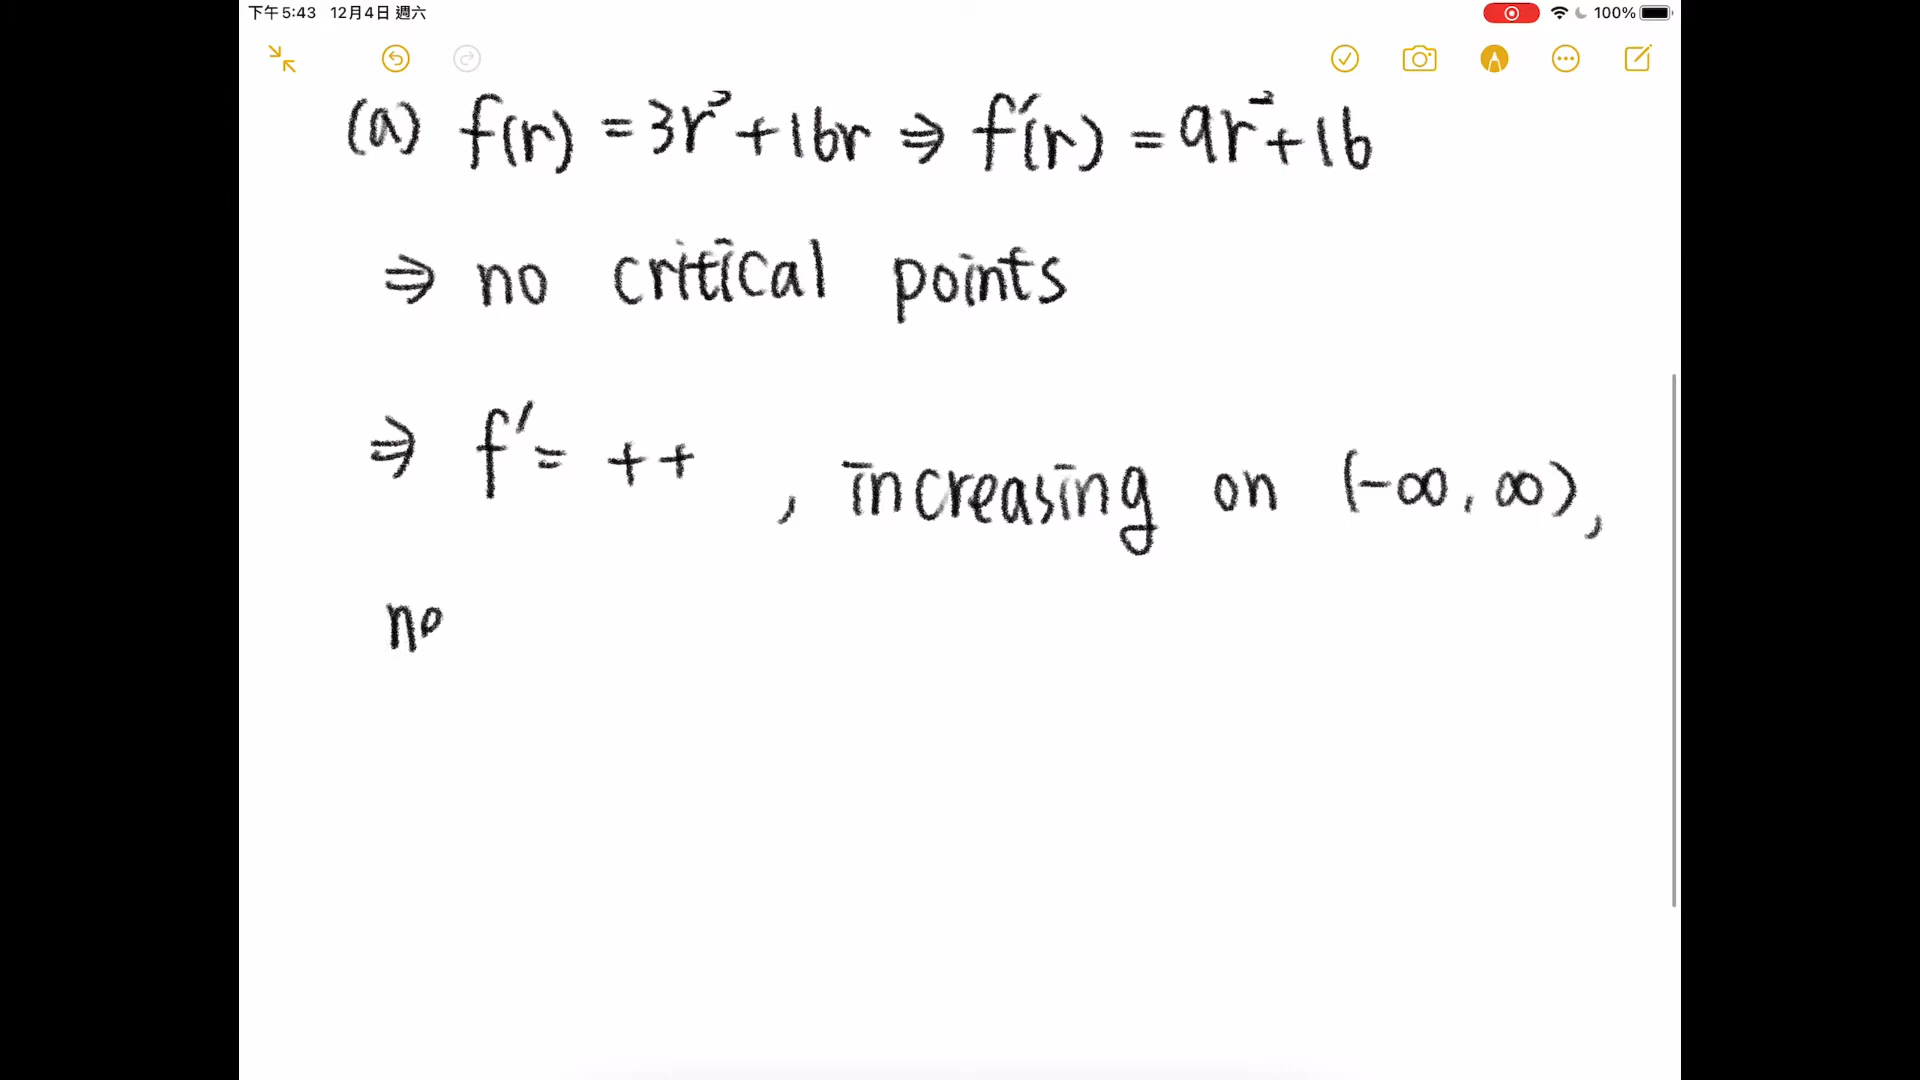 下午5:43 12月4日 週六 100%
(a) f(r) = 3r³ + 16r ⇒ f'(r) = 9r² + 16
⇒ no critical points
⇒ f' = + + , increasing on (-∞, ∞),
no